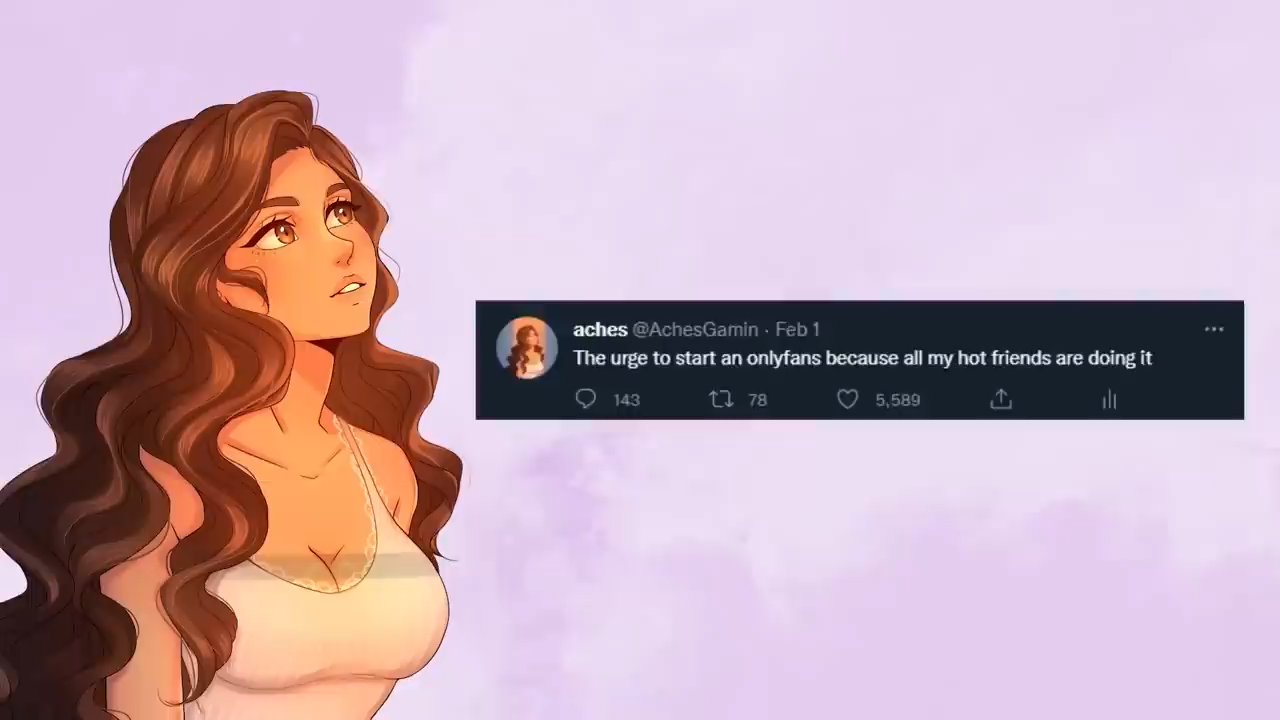 aches @AchesGamin · Feb 1
The urge to start an onlyfans because all my hot friends are doing it
143 78 5,589